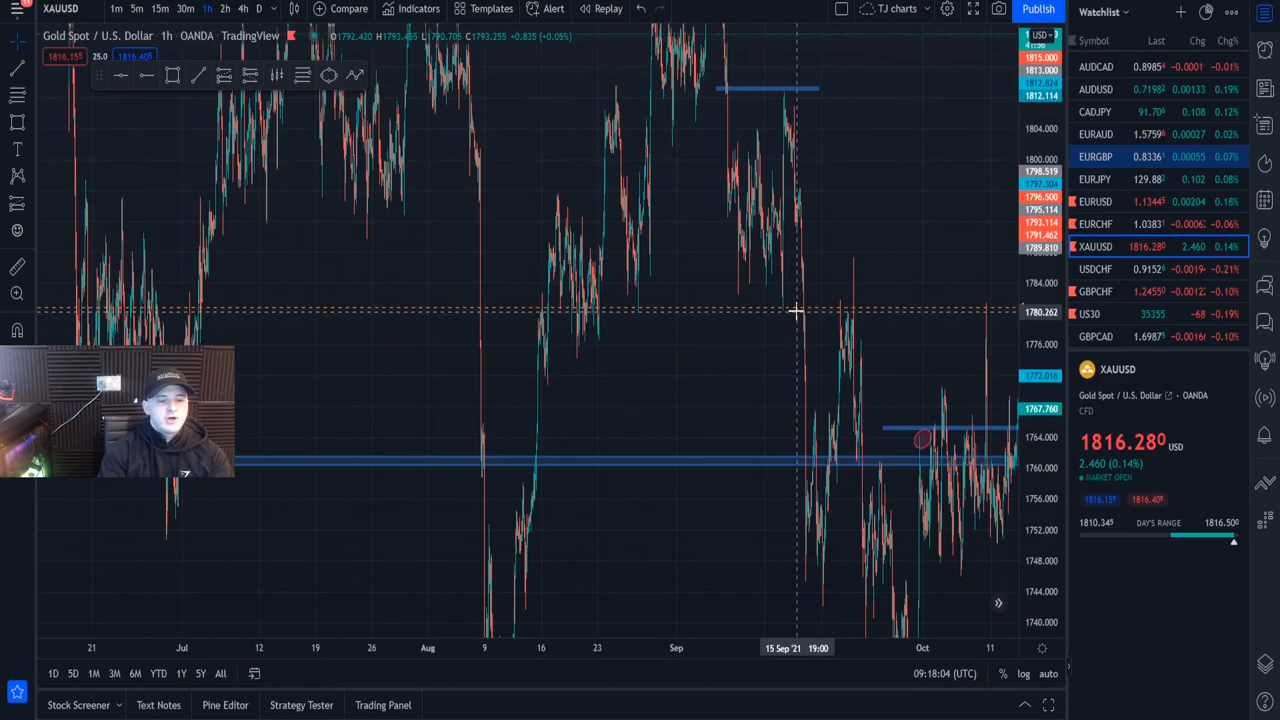 XAUUSD 1m 5m 15m 30m 1h 2h 4h D Compare Indicators Templates Alert Replay TJ charts Publish
Gold Spot / U.S. Dollar 1h OANDA TradingView O1792.420 H1793.455 L1790.705 C1793.255 +0.835 (+0.05%)
1816.155 25.0 1816.405
USD
41:56
1815.000
1813.000
1812.824
1812.114
1804.000
1800.000
1798.519
1797.304
1796.500
1795.114
1793.114
1791.462
1789.810
1784.000
1780.262
1776.000
1772.016
1767.760
1764.000
1760.000
1756.000
1752.000
1748.000
1744.000
1740.000
21 Jul 12 19 26 Aug 9 16 23 Sep 15 Sep '21 19:00 Oct 11
1D 5D 1M 3M 6M YTD 1Y 5Y All 09:18:04 (UTC) % log auto
Stock Screener Text Notes Pine Editor Strategy Tester Trading Panel
Watchlist
Symbol Last Chg Chg%
AUDCAD 0.89854 -0.0001 -0.01%
AUDUSD 0.71982 0.00133 0.19%
CADJPY 91.706 0.108 0.12%
EURAUD 1.5759 0.00027 0.02%
EURGBP 0.8336 0.00055 0.07%
EURJPY 129.882 0.102 0.08%
EURUSD 1.13445 0.00204 0.18%
EURCHF 1.0383 -0.0006 -0.06%
XAUUSD 1816.280 2.460 0.14%
USDCHF 0.91526 -0.0019 -0.21%
GBPCHF 1.24550 -0.0012 -0.10%
US30 35355 -68 -0.19%
GBPCAD 1.69875 -0.0016 -0.10%
XAUUSD
Gold Spot / U.S. Dollar OANDA
CFD
1816.280 USD
2.460 (0.14%)
MARKET OPEN
1816.15 1816.40
1810.345 DAY'S RANGE 1816.500